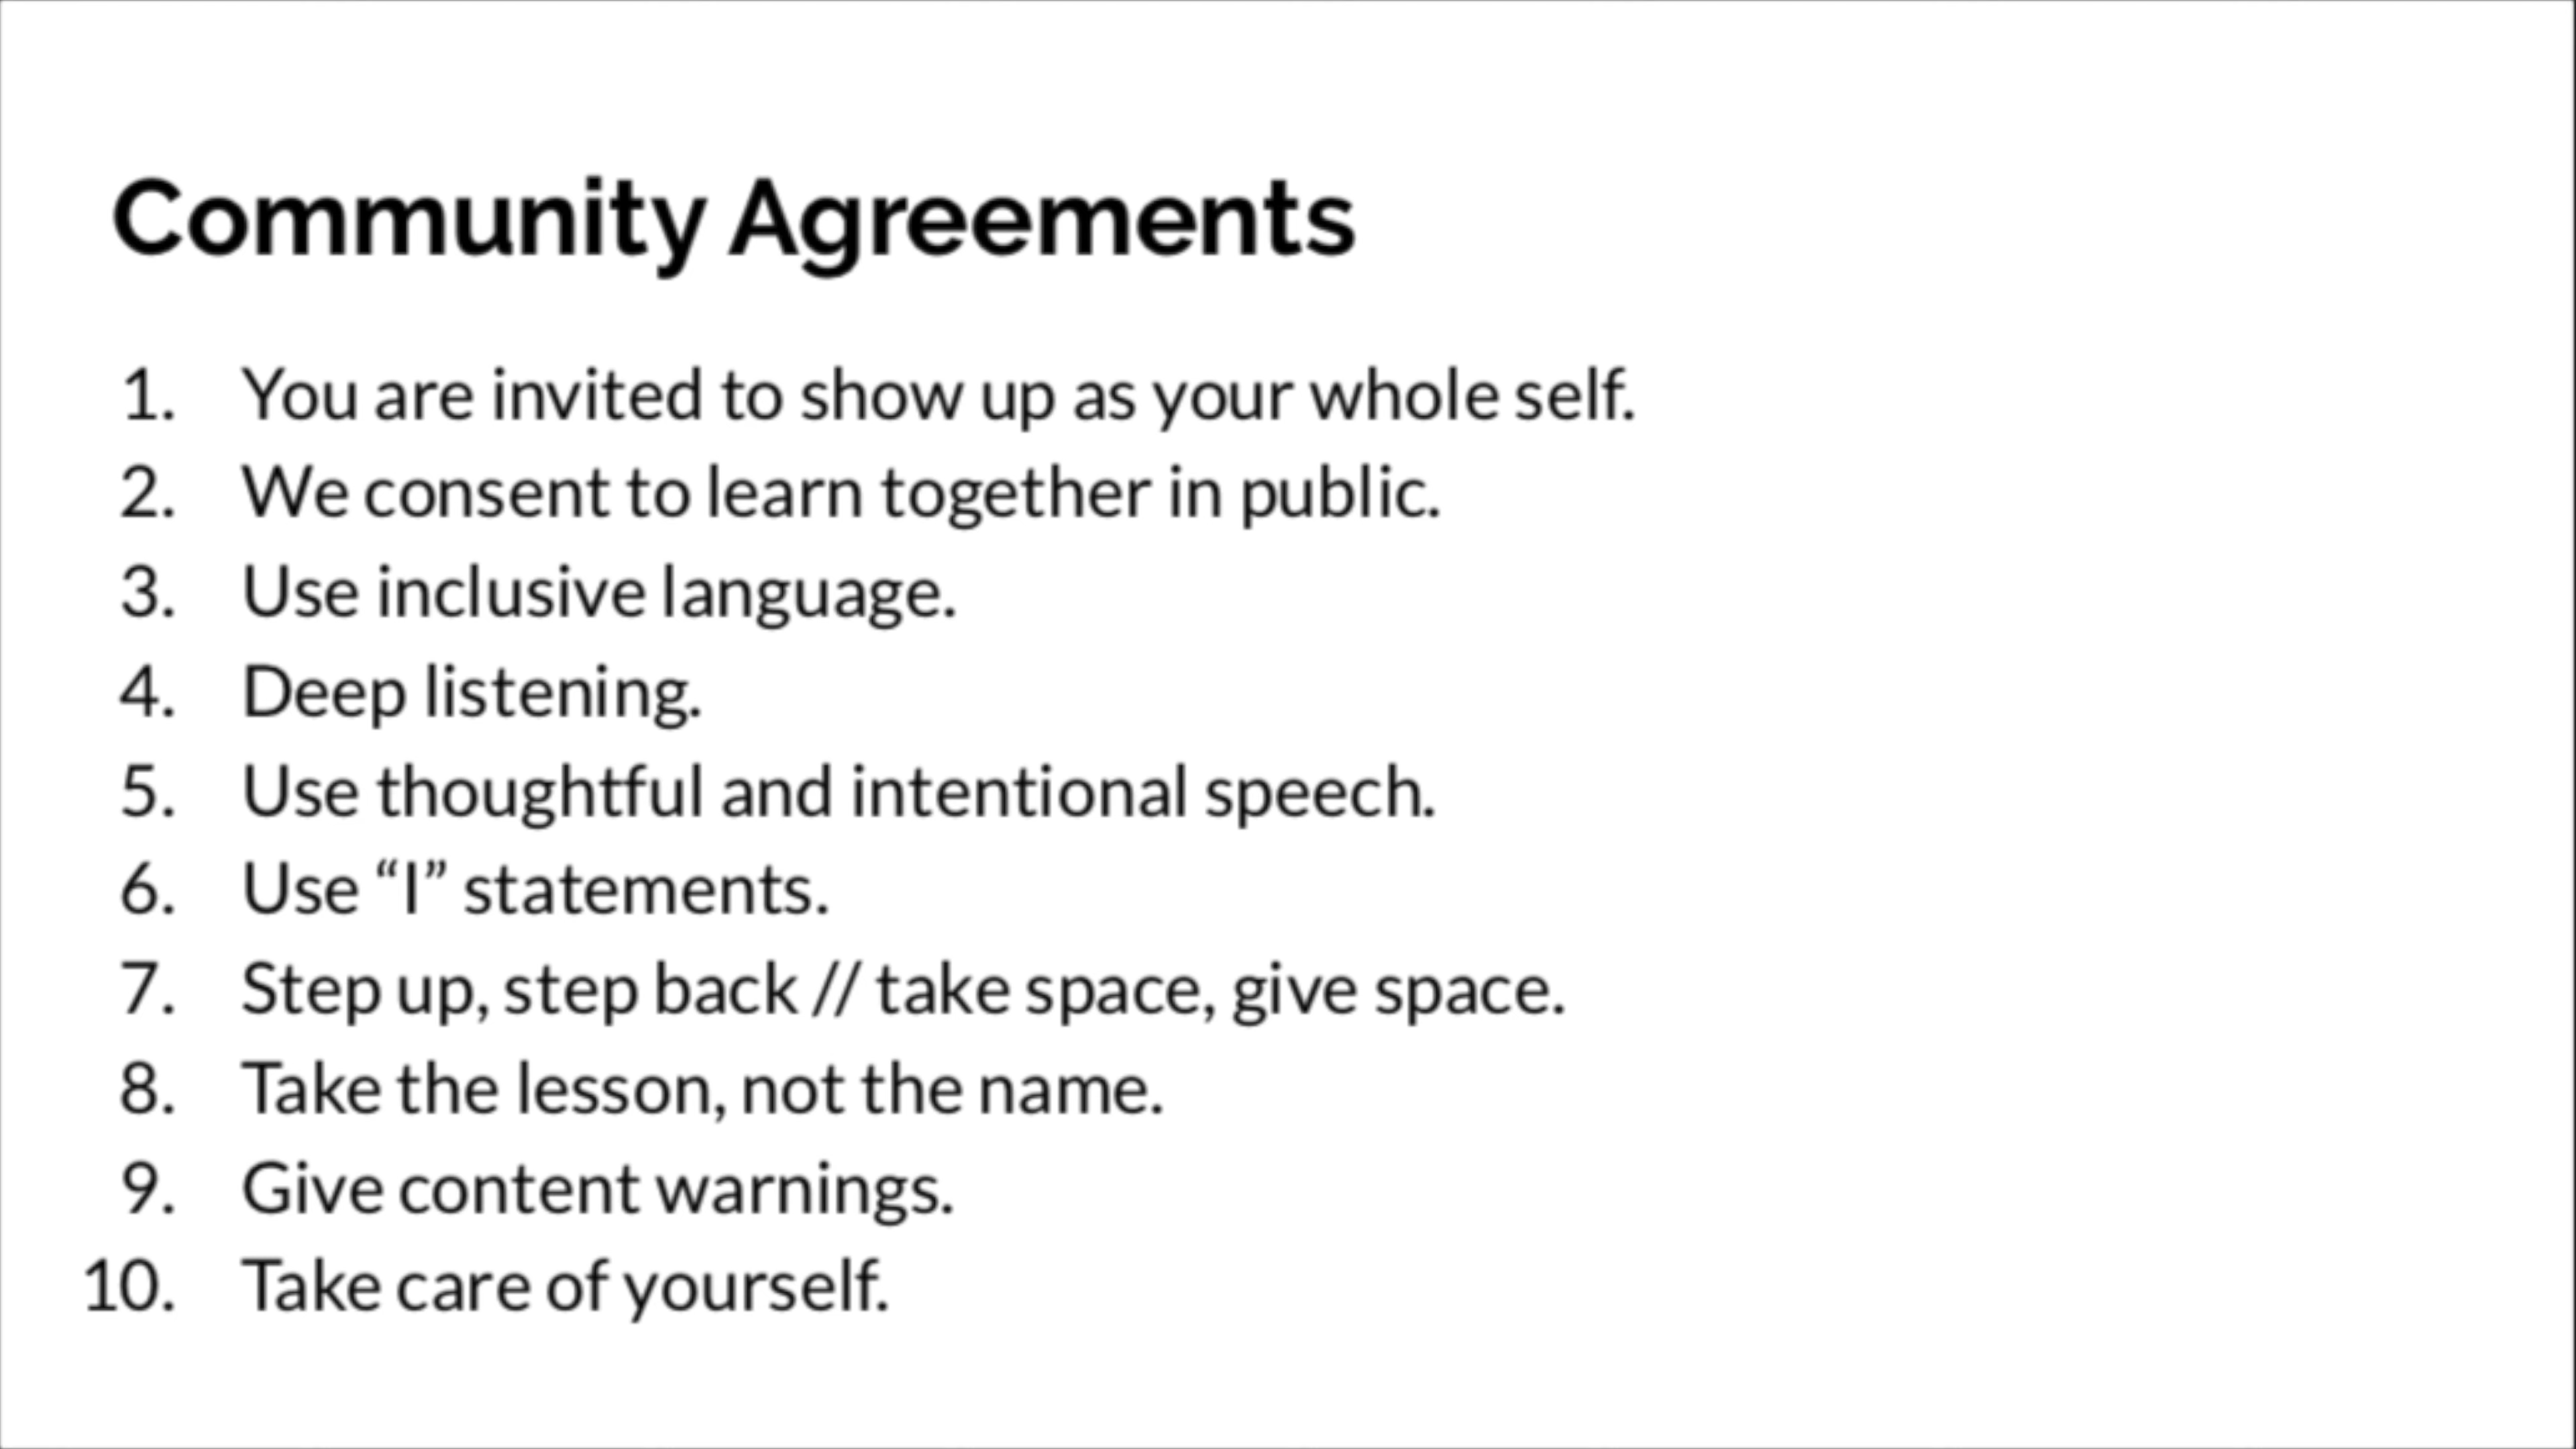 Community Agreements
1. You are invited to show up as your whole self.
2. We consent to learn together in public.
3. Use inclusive language.
4. Deep listening.
5. Use thoughtful and intentional speech.
6. Use “I” statements.
7. Step up, step back // take space, give space.
8. Take the lesson, not the name.
9. Give content warnings.
10. Take care of yourself.